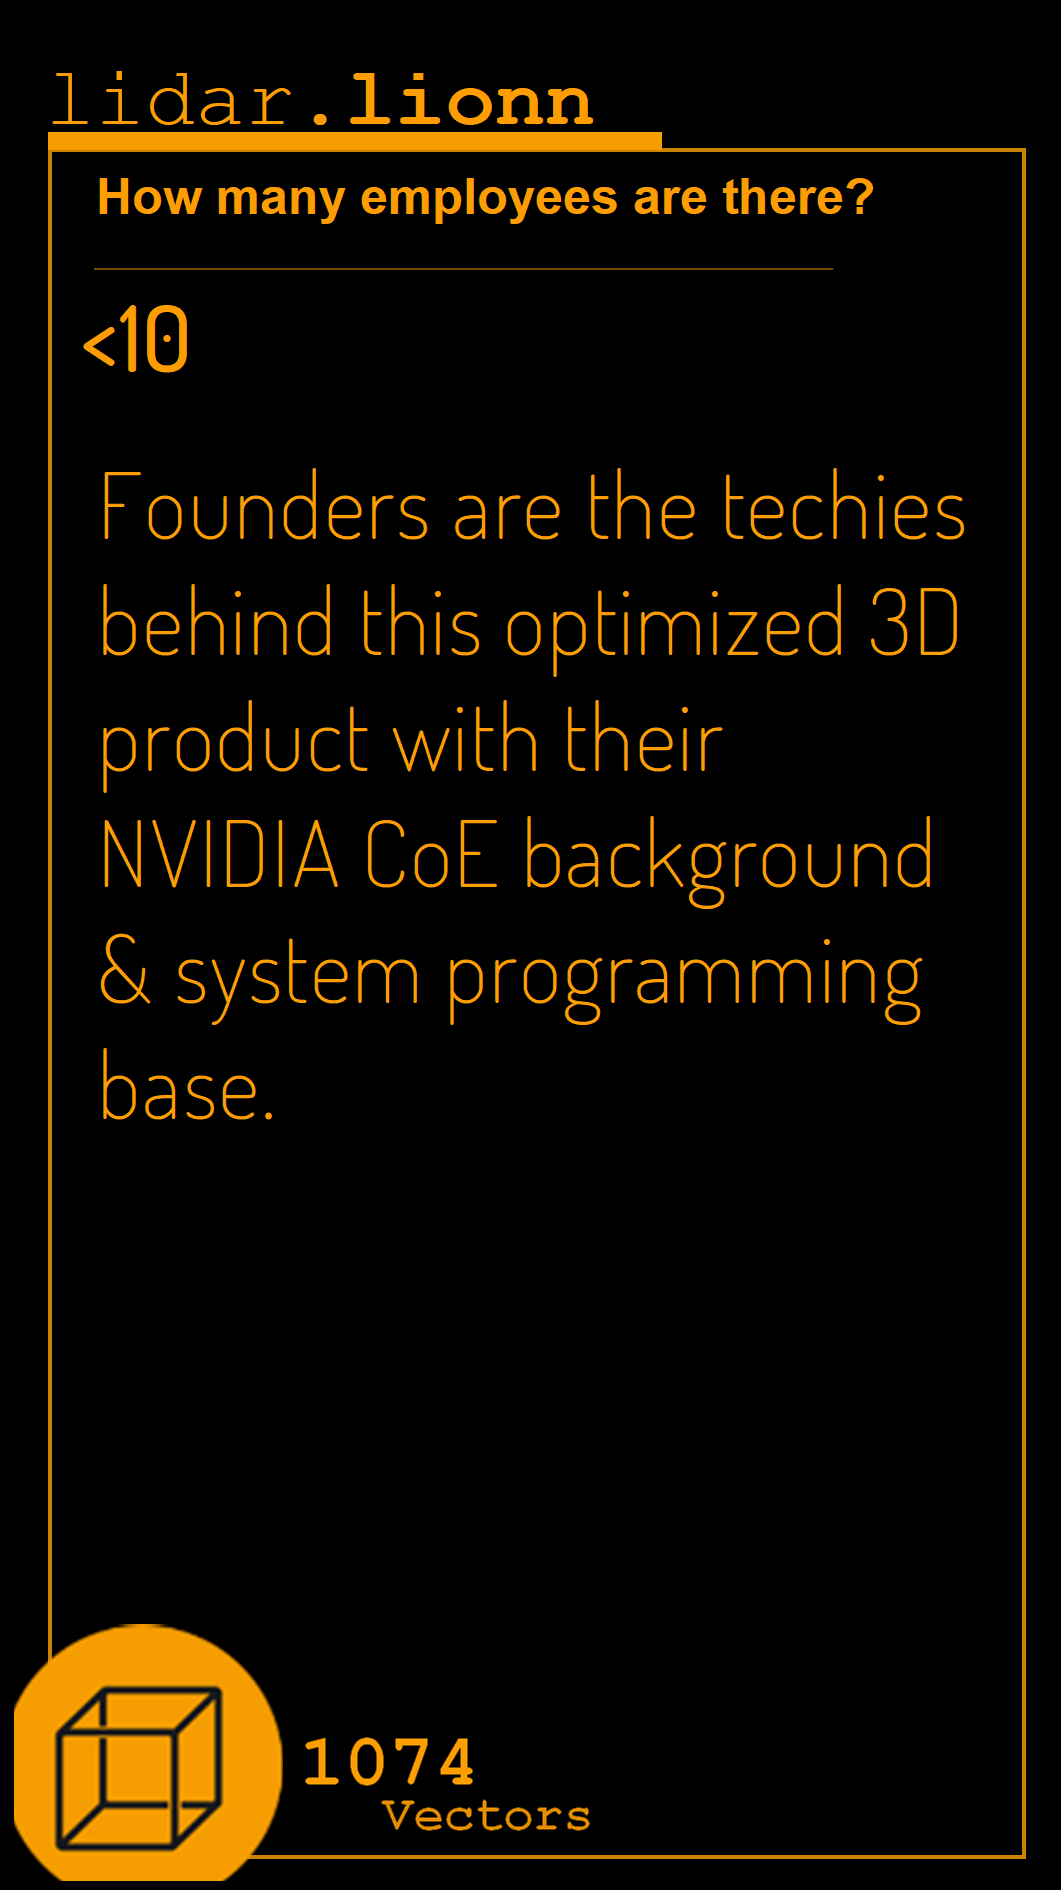 lidar.lionn
How many employees are there?
<10
Founders are the techies
behind this optimized 3D
product with their
NVIDIA CoE background
& system programming
base.
1074
Vectors